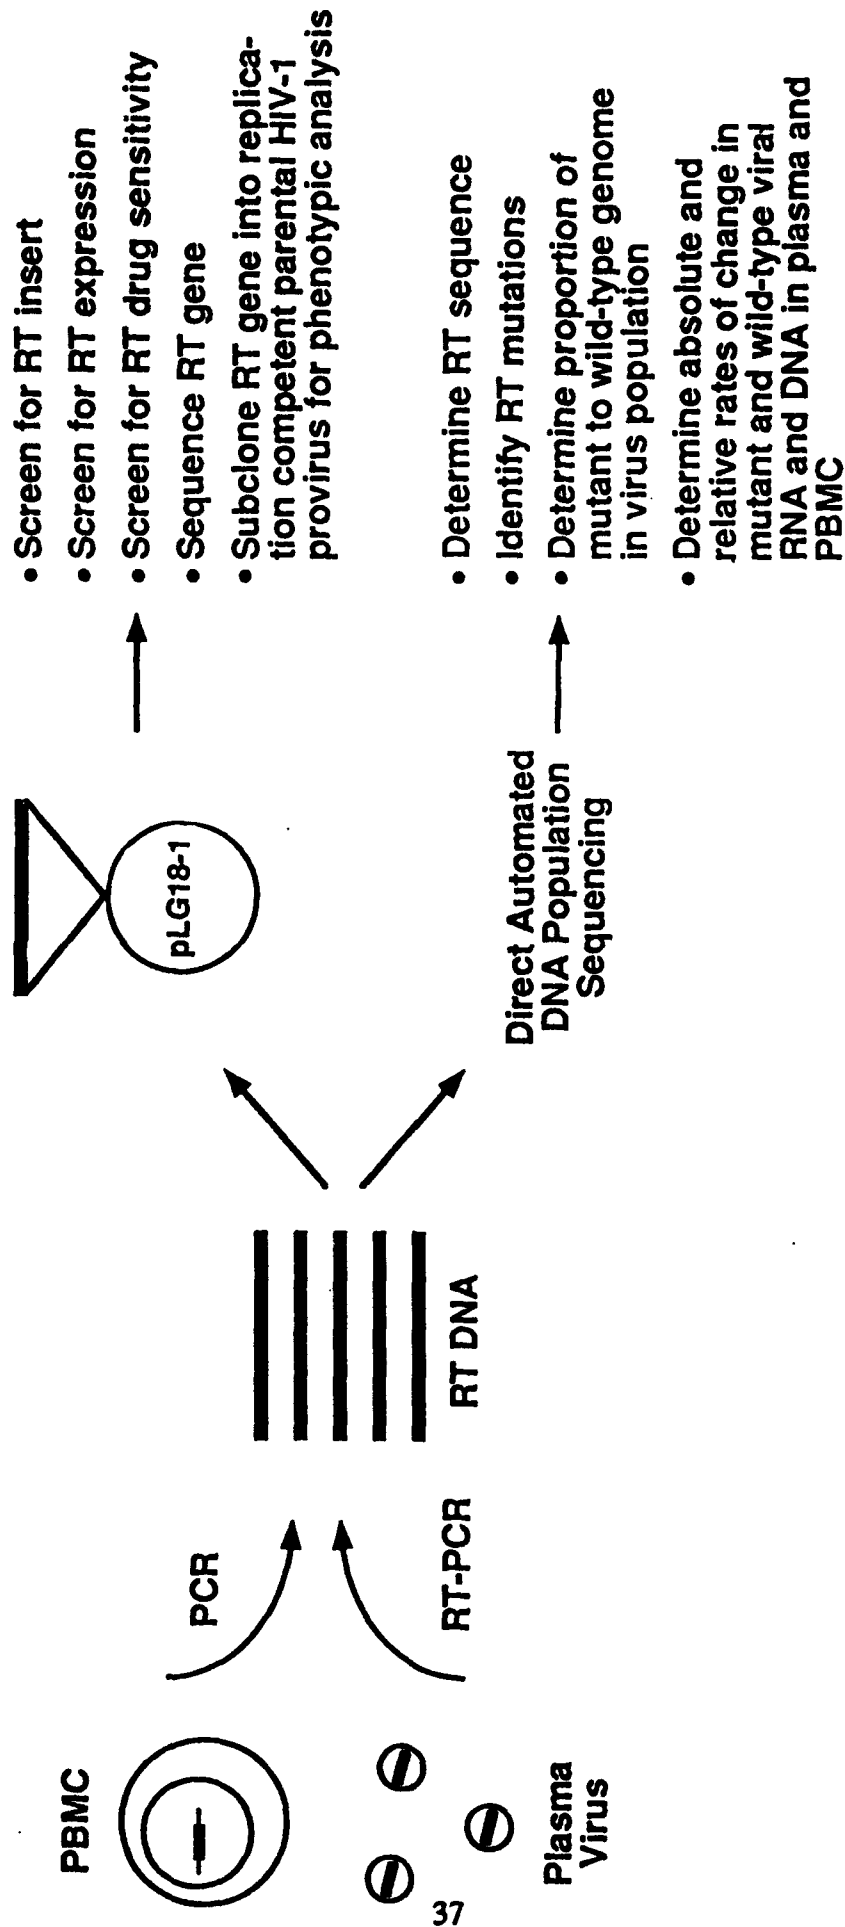 PBMC
PCR
Plasma
Virus
RT-PCR
RT DNA
pLG18-1
Direct Automated
DNA Population
Sequencing
• Screen for RT insert
• Screen for RT expression
• Screen for RT drug sensitivity
• Sequence RT gene
• Subclone RT gene into replica-
tion competent parental HIV-1
provirus for phenotypic analysis
• Determine RT sequence
• Identify RT mutations
• Determine proportion of
mutant to wild-type genome
in virus population
• Determine absolute and
relative rates of change in
mutant and wild-type viral
RNA and DNA in plasma and
PBMC
37